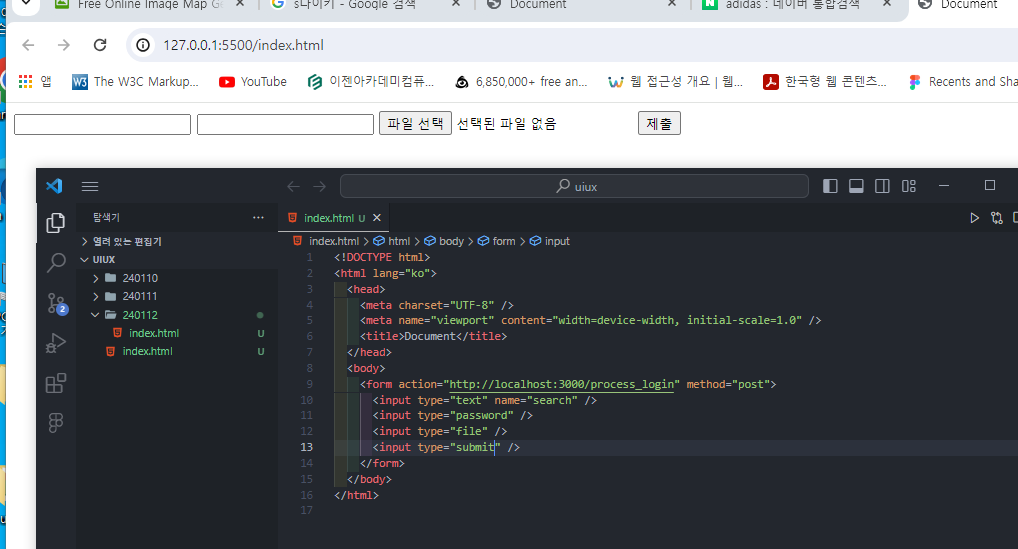 Free Online Image Map Ge
s나이키 - Google 검색
Document
adidas : 네이버 통합검색
Document
127.0.0.1:5500/index.html
앱 The W3C Markup... YouTube 이젠아카데미컴퓨... 6,850,000+ free an... 웹 접근성 개요 | 웹... 한국형 웹 콘텐츠... Recents and Sha
파일 선택 선택된 파일 없음 제출
uiux
탐색기 ...
열려 있는 편집기
UIUX
240110
240111
240112
index.html U
index.html U
2
index.html U
index.html > html > body > form > input
1 <!DOCTYPE html>
2 <html lang="ko">
3 <head>
4 <meta charset="UTF-8" />
5 <meta name="viewport" content="width=device-width, initial-scale=1.0" />
6 <title>Document</title>
7 </head>
8 <body>
9 <form action="http://localhost:3000/process_login" method="post">
10 <input type="text" name="search" />
11 <input type="password" />
12 <input type="file" />
13 <input type="submit" />
14 </form>
15 </body>
16 </html>
17